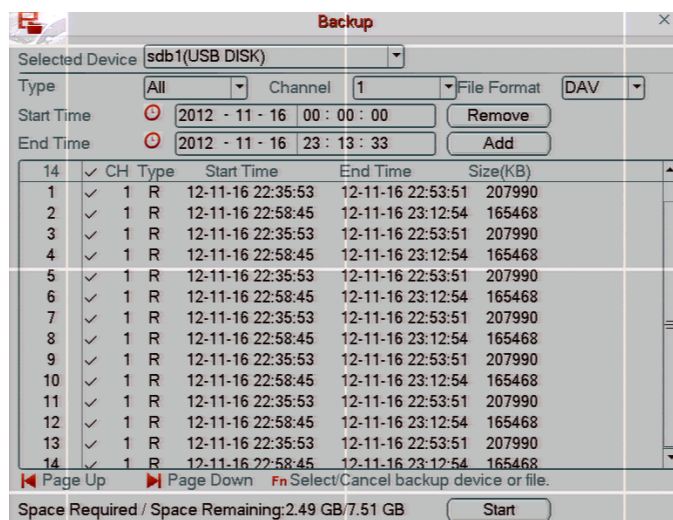 Backup
Selected Device sdb1(USB DISK)
Type All Channel 1 File Format DAV
Start Time 2012 - 11 - 16 00 : 00 : 00 Remove
End Time 2012 - 11 - 16 23 : 13 : 33 Add
14 CH Type Start Time End Time Size(KB)
1 1 R 12-11-16 22:35:53 12-11-16 22:53:51 207990
2 1 R 12-11-16 22:58:45 12-11-16 23:12:54 165468
3 1 R 12-11-16 22:35:53 12-11-16 22:53:51 207990
4 1 R 12-11-16 22:58:45 12-11-16 23:12:54 165468
5 1 R 12-11-16 22:35:53 12-11-16 22:53:51 207990
6 1 R 12-11-16 22:58:45 12-11-16 23:12:54 165468
7 1 R 12-11-16 22:35:53 12-11-16 22:53:51 207990
8 1 R 12-11-16 22:58:45 12-11-16 23:12:54 165468
9 1 R 12-11-16 22:35:53 12-11-16 22:53:51 207990
10 1 R 12-11-16 22:58:45 12-11-16 23:12:54 165468
11 1 R 12-11-16 22:35:53 12-11-16 22:53:51 207990
12 1 R 12-11-16 22:58:45 12-11-16 23:12:54 165468
13 1 R 12-11-16 22:35:53 12-11-16 22:53:51 207990
14 1 R 12-11-16 22:58:45 12-11-16 23:12:54 165468
Page Up Page Down Fn Select/Cancel backup device or file.
Space Required / Space Remaining:2.49 GB/7.51 GB Start